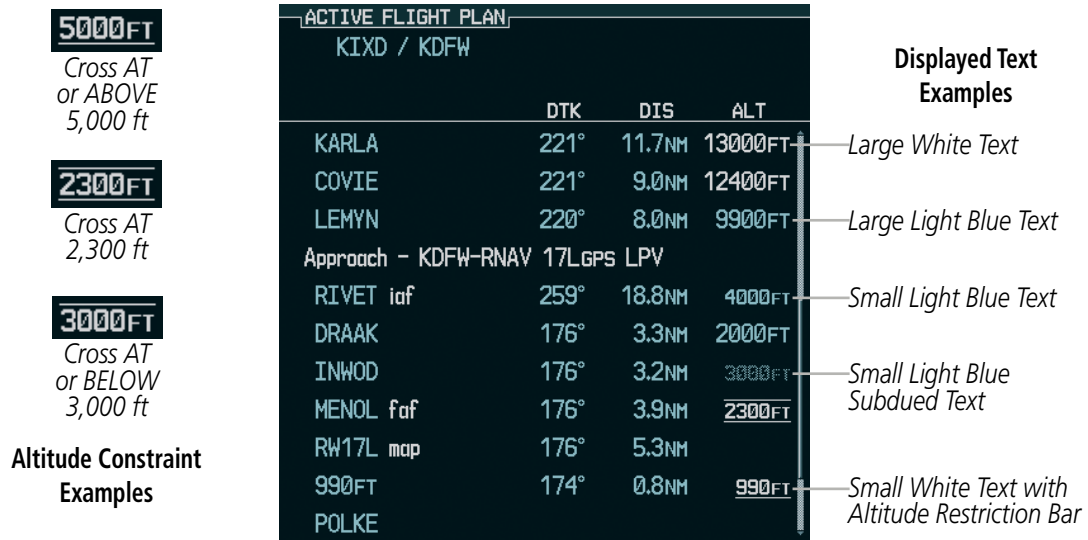 5000FT
Cross AT
or ABOVE
5,000 ft
2300FT
Cross AT
2,300 ft
3000FT
Cross AT
or BELOW
3,000 ft
Altitude Constraint
Examples
ACTIVE FLIGHT PLAN
KIXD / KDFW
DTK DIS ALT
KARLA 221° 11.7NM 13000FT
COVIE 221° 9.0NM 12400FT
LEMYN 220° 8.0NM 9900FT
Approach - KDFW-RNAV 17LGPS LPV
RIVET iaf 259° 18.8NM 4000FT
DRAAK 176° 3.3NM 2000FT
INWOD 176° 3.2NM 3000FT
MENOL faf 176° 3.9NM 2300FT
RW17L map 176° 5.3NM
990FT 174° 0.8NM 990FT
POLKE
Displayed Text
Examples
Large White Text
Large Light Blue Text
Small Light Blue Text
Small Light Blue
Subdued Text
Small White Text with
Altitude Restriction Bar